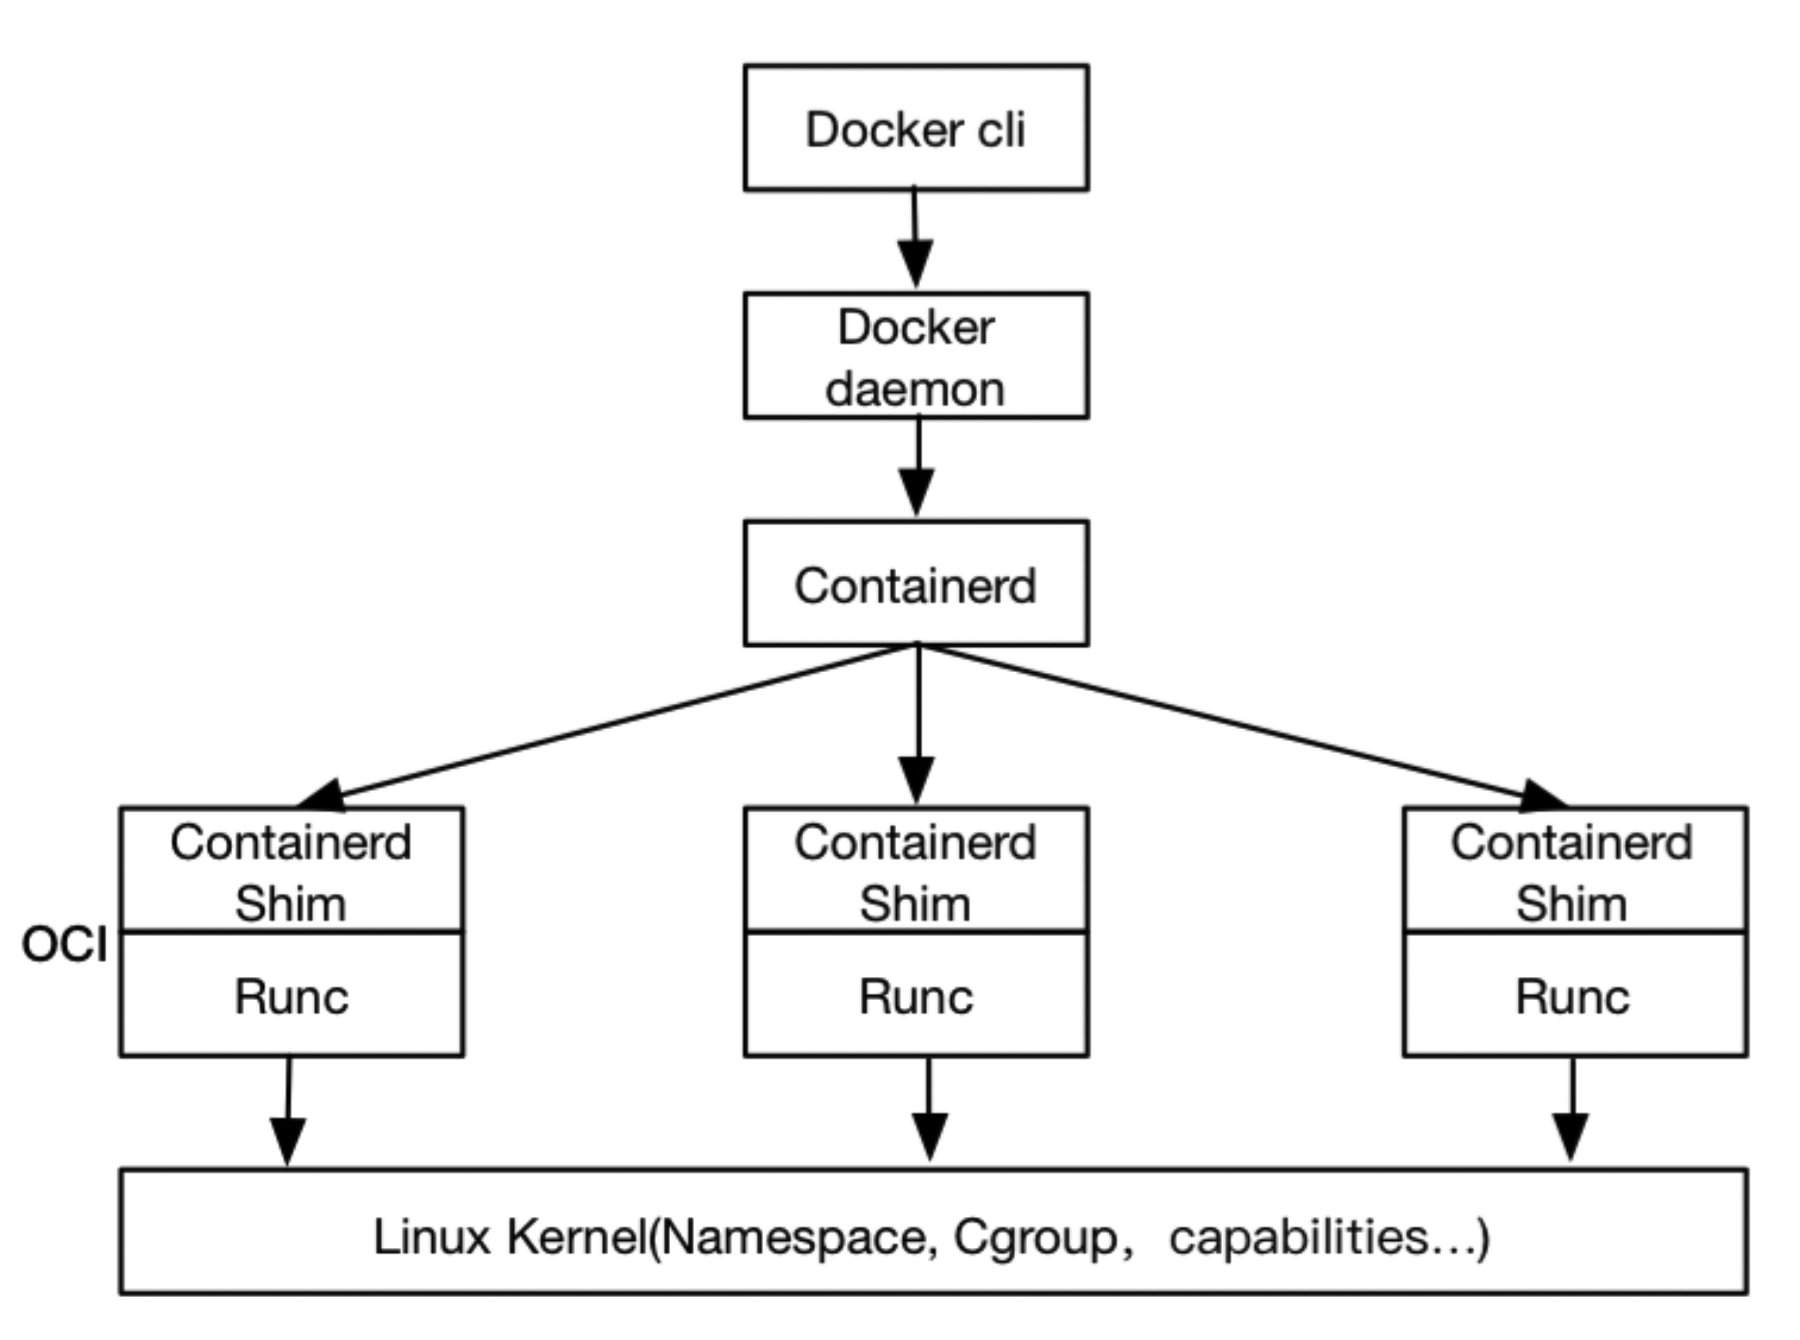 Docker cli
Docker
daemon
Containerd
Containerd
Shim
Containerd
Shim
Containerd
Shim
OCI
Runc
Runc
Runc
Linux Kernel(Namespace, Cgroup,  capabilities...)